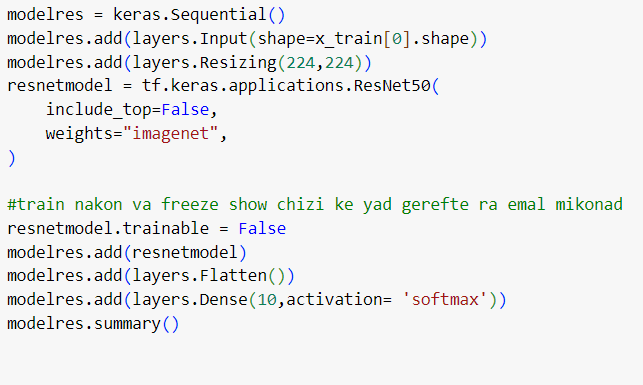 modelres = keras.Sequential()
modelres.add(layers.Input(shape=x_train[0].shape))
modelres.add(layers.Resizing(224,224))
resnetmodel = tf.keras.applications.ResNet50(
    include_top=False,
    weights="imagenet",
)

#train nakon va freeze show chizi ke yad gerefte ra emal mikonad
resnetmodel.trainable = False
modelres.add(resnetmodel)
modelres.add(layers.Flatten())
modelres.add(layers.Dense(10,activation= 'softmax'))
modelres.summary()